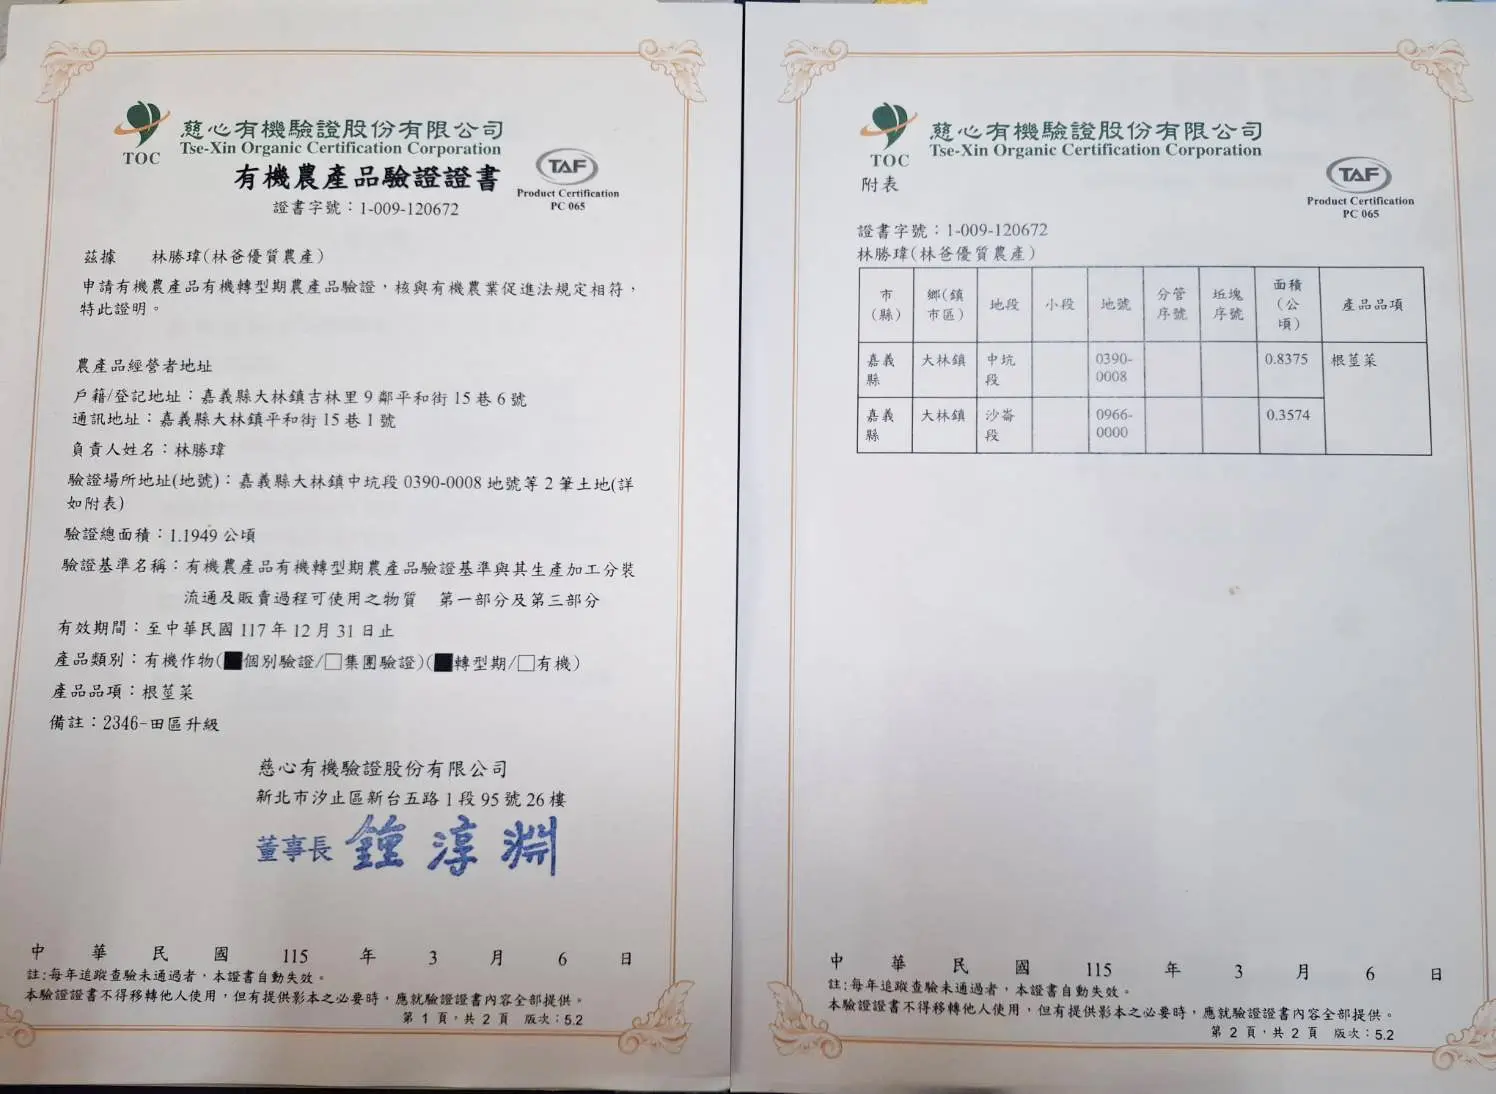 TOC
慈心有機驗證股份有限公司
Tse-Xin Organic Certification Corporation
有機農產品驗證證書
TAF
Product Certification
PC 065
證書字號：1-009-120672
茲據　林勝瑋(林爸優質農產)
申請有機農產品有機轉型期農產品驗證，核與有機農業促進法規定相符，
特此證明。
農產品經營者地址
戶籍/登記地址：嘉義縣大林鎮吉林里9鄰平和街15巷6號
通訊地址：嘉義縣大林鎮平和街15巷1號
負責人姓名：林勝瑋
驗證場所地址(地號)：嘉義縣大林鎮中坑段0390-0008地號等2筆土地(詳
如附表)
驗證總面積：1.1949公頃
驗證基準名稱：有機農產品有機轉型期農產品驗證基準與其生產加工分裝
流通及販賣過程可使用之物質　第一部分及第三部分
有效期間：至中華民國117年12月31日止
產品類別：有機作物(■個別驗證/□集團驗證)(■轉型期/□有機)
產品品項：根莖菜
備註：2346-田區升級
慈心有機驗證股份有限公司
新北市汐止區新台五路1段95號26樓
董事長 鐘淳淵
中華民國 115 年 3 月 6 日
註:每年追蹤查驗未通過者，本證書自動失效。
本驗證證書不得移轉他人使用，但有提供影本之必要時，應就驗證證書內容全部提供。
第 1 頁，共 2 頁 版次：5.2
TOC
慈心有機驗證股份有限公司
Tse-Xin Organic Certification Corporation
附表
TAF
Product Certification
PC 065
證書字號：1-009-120672
林勝瑋(林爸優質農產)
市(縣) 鄉(鎮市區) 地段 小段 地號 分管序號 坵塊序號 面積(公頃) 產品品項
嘉義縣 大林鎮 中坑段 0390-0008 0.8375 根莖菜
嘉義縣 大林鎮 沙崙段 0966-0000 0.3574
中華民國 115 年 3 月 6 日
註:每年追蹤查驗未通過者，本證書自動失效。
本驗證證書不得移轉他人使用，但有提供影本之必要時，應就驗證證書內容全部提供。
第 2 頁，共 2 頁 版次：5.2